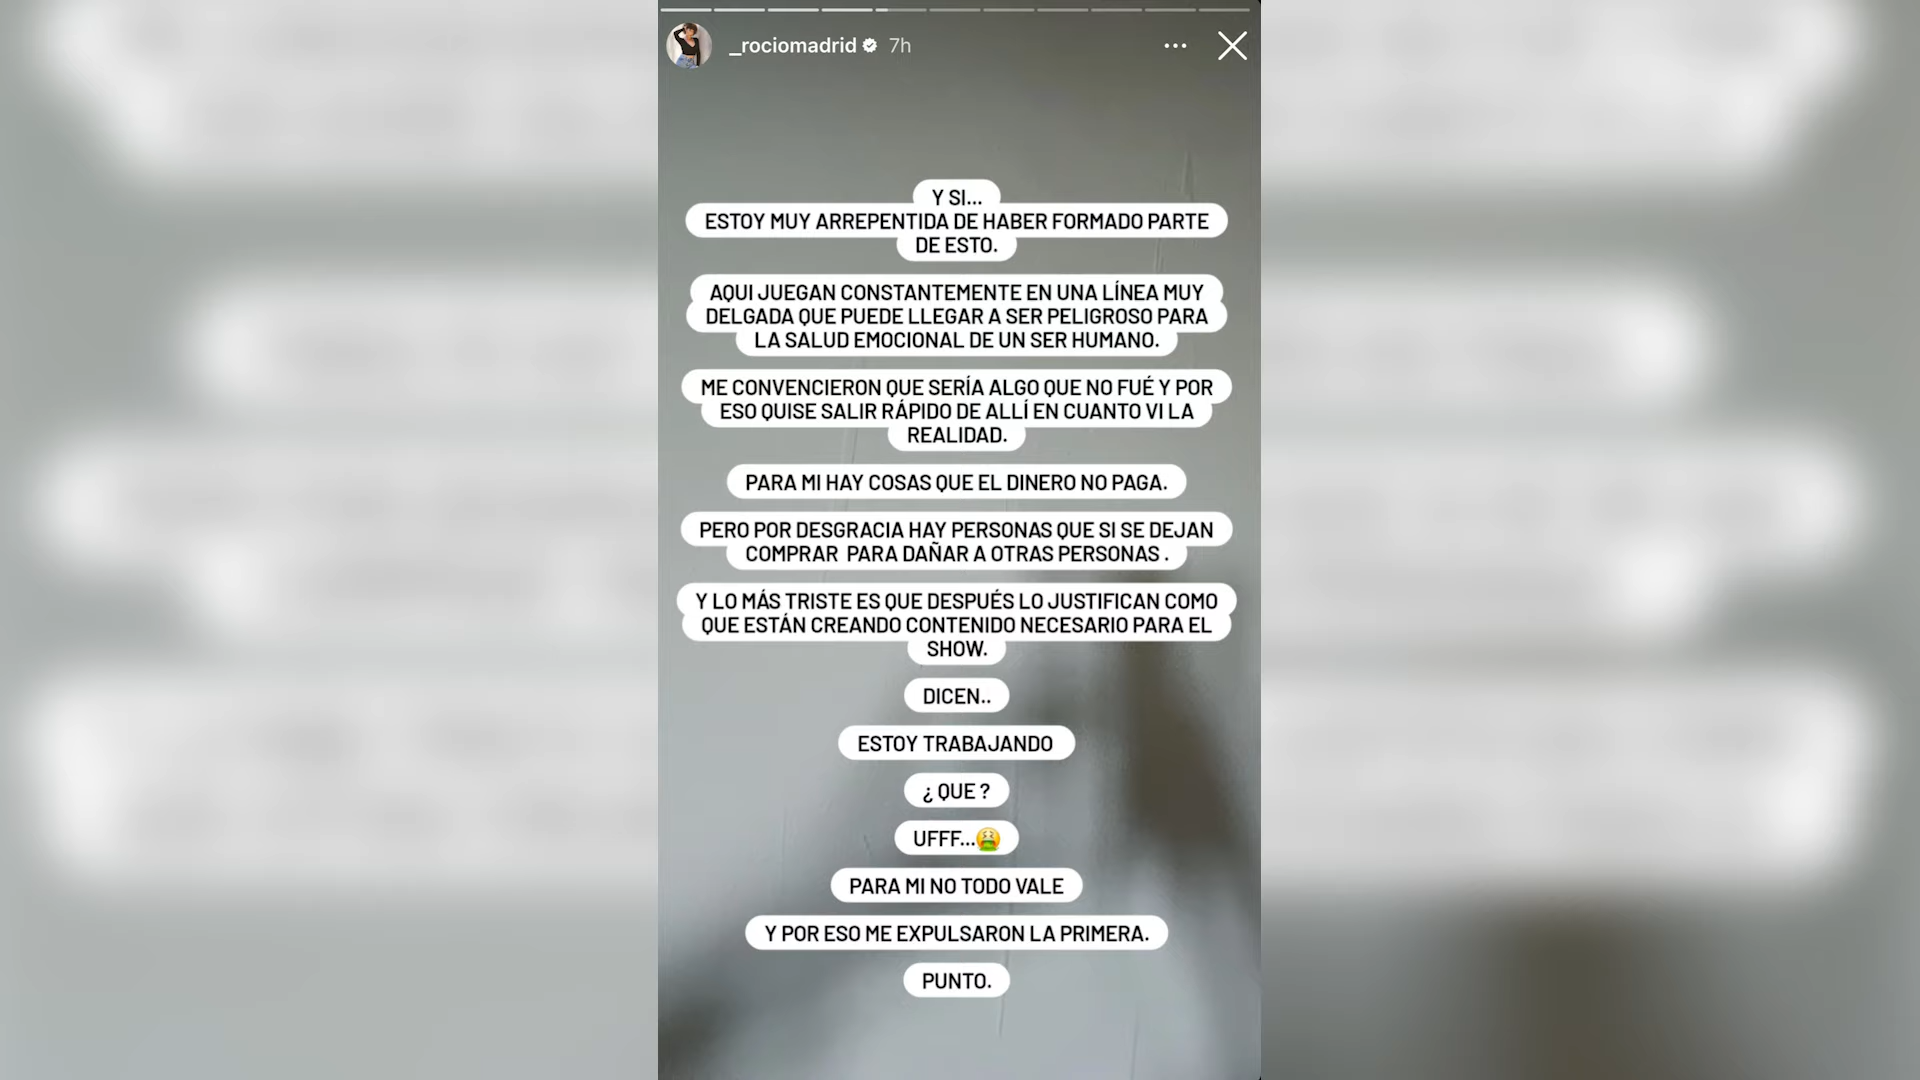 _rociomadrid 7h
Y SI...
ESTOY MUY ARREPENTIDA DE HABER FORMADO PARTE
DE ESTO.
AQUI JUEGAN CONSTANTEMENTE EN UNA LÍNEA MUY
DELGADA QUE PUEDE LLEGAR A SER PELIGROSO PARA
LA SALUD EMOCIONAL DE UN SER HUMANO.
ME CONVENCIERON QUE SERÍA ALGO QUE NO FUÉ Y POR
ESO QUISE SALIR RÁPIDO DE ALLÍ EN CUANTO VI LA
REALIDAD.
PARA MI HAY COSAS QUE EL DINERO NO PAGA.
PERO POR DESGRACIA HAY PERSONAS QUE SI SE DEJAN
COMPRAR  PARA DAÑAR A OTRAS PERSONAS .
Y LO MÁS TRISTE ES QUE DESPUÉS LO JUSTIFICAN COMO
QUE ESTÁN CREANDO CONTENIDO NECESARIO PARA EL
SHOW.
DICEN..
ESTOY TRABAJANDO
¿ QUE ?
UFFF...🤮
PARA MI NO TODO VALE
Y POR ESO ME EXPULSARON LA PRIMERA.
PUNTO.